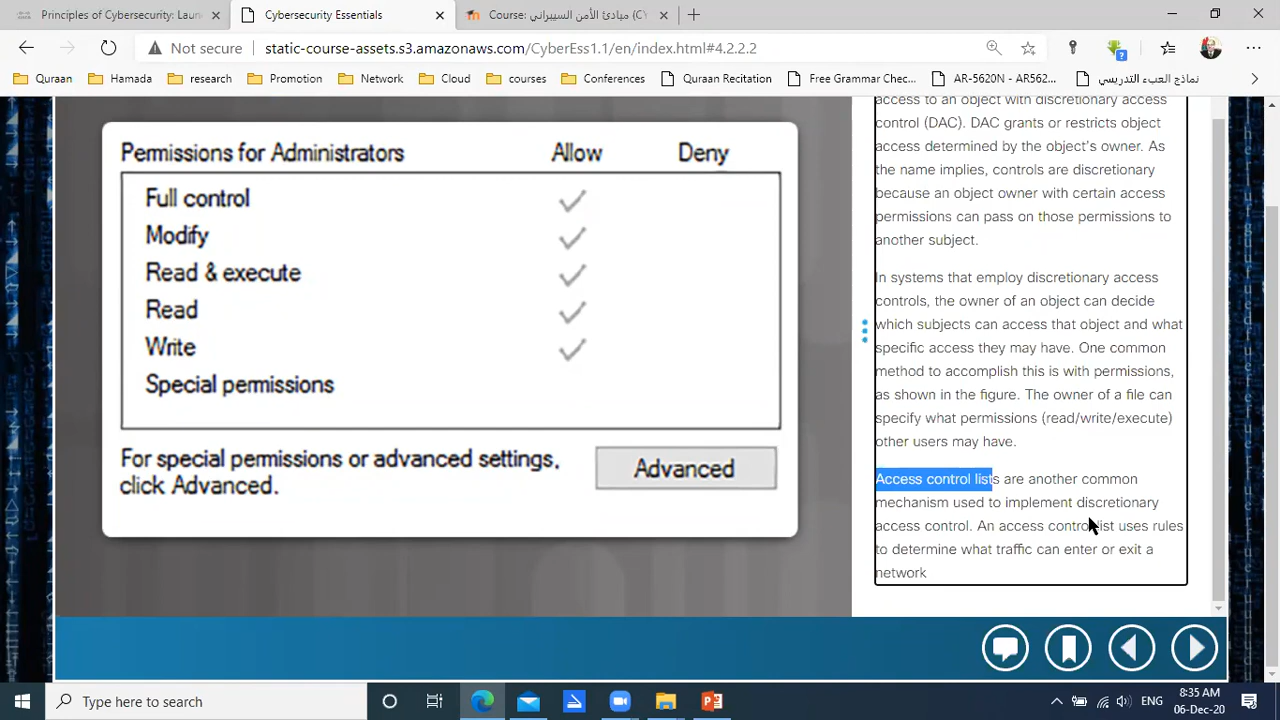 Principles of Cybersecurity: Laun
Cybersecurity Essentials
Course: مبادئ الأمن السيبراني (CY
Not secure
static-course-assets.s3.amazonaws.com/CyberEss1.1/en/index.html#4.2.2.2
Quraan
Hamada
research
Promotion
Network
Cloud
courses
Conferences
Quraan Recitation
Free Grammar Chec...
AR-5620N - AR562...
نماذج العبء التدريسي
Permissions for Administrators Allow Deny
Full control
Modify
Read & execute
Read
Write
Special permissions
For special permissions or advanced settings,
click Advanced.
Advanced
access to an object with discretionary access
control (DAC). DAC grants or restricts object
access determined by the object's owner. As
the name implies, controls are discretionary
because an object owner with certain access
permissions can pass on those permissions to
another subject.
In systems that employ discretionary access
controls, the owner of an object can decide
which subjects can access that object and what
specific access they may have. One common
method to accomplish this is with permissions,
as shown in the figure. The owner of a file can
specify what permissions (read/write/execute)
other users may have.
Access control lists are another common
mechanism used to implement discretionary
access control. An access control list uses rules
to determine what traffic can enter or exit a
network
Type here to search
ENG
8:35 AM
06-Dec-20